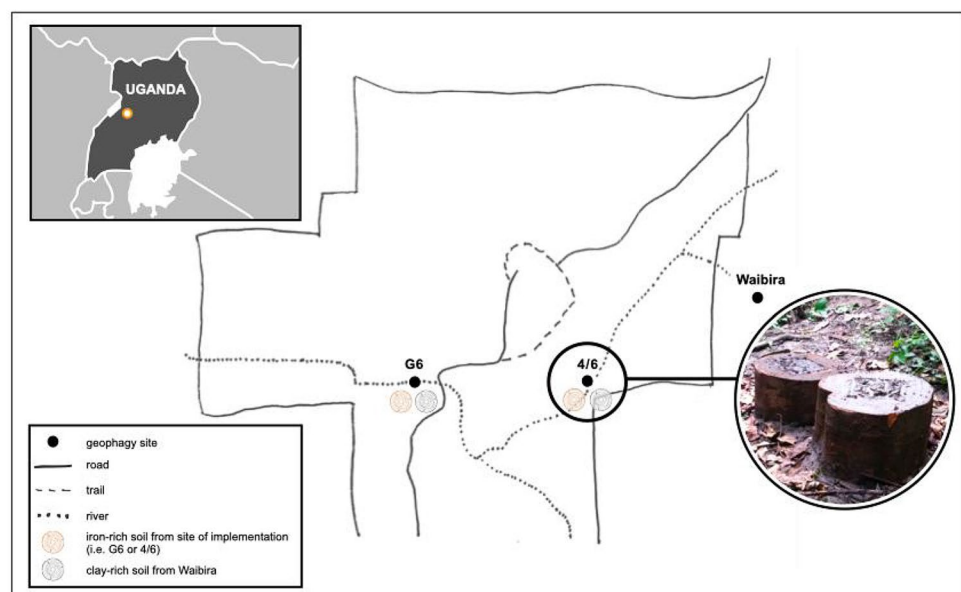 UGANDA
Waibira
G6
4/6
geophagy site
road
trail
river
iron-rich soil from site of implementation
(i.e. G6 or 4/6)
clay-rich soil from Waibira